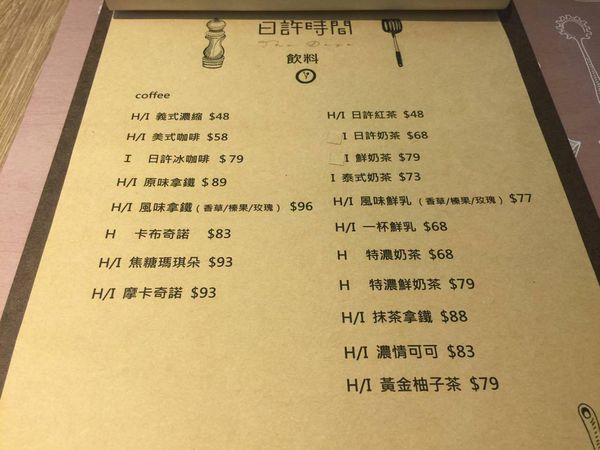 日許時間
The Days
飲料
coffee
H/I 義式濃縮 $48
H/I 美式咖啡 $58
I 日許冰咖啡 $79
H/I 原味拿鐵 $89
H/I 風味拿鐵 (香草/榛果/玫瑰) $96
H 卡布奇諾 $83
H/I 焦糖瑪琪朵 $93
H/I 摩卡奇諾 $93
H/I 日許紅茶 $48
I 日許奶茶 $68
I 鮮奶茶 $79
I 泰式奶茶 $73
H/I 風味鮮乳 (香草/榛果/玫瑰) $77
H/I 一杯鮮乳 $68
H 特濃奶茶 $68
H 特濃鮮奶茶 $79
H/I 抹茶拿鐵 $88
H/I 濃情可可 $83
H/I 黃金柚子茶 $79